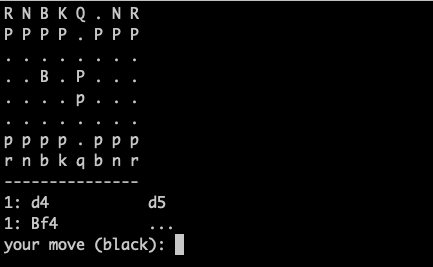 R N B K Q . N R
P P P P . P P P
. . . . . . . .
. . B . P . . .
. . . . p . . .
. . . . . . . .
p p p p . p p p
r n b k q b n r
---------------
1: d4 d5
1: Bf4 ...
your move (black):